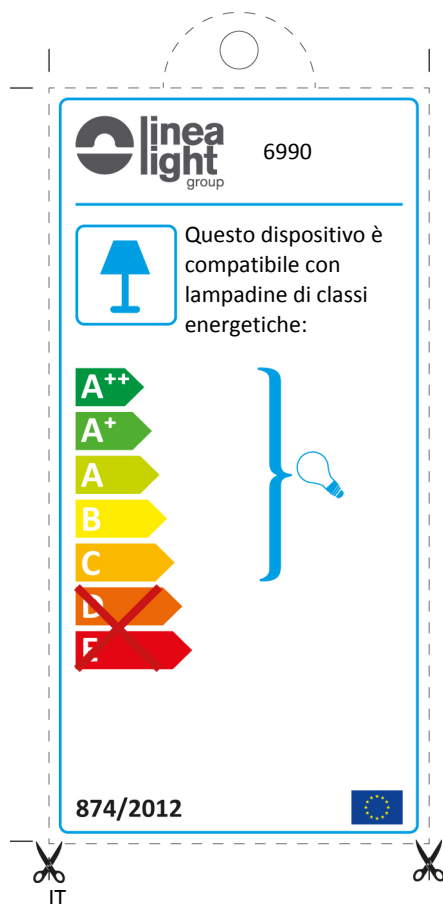 linea
light
group
6990
Questo dispositivo è
compatibile con
lampadine di classi
energetiche:
A++
A+
A
B
C
D
E
874/2012
IT